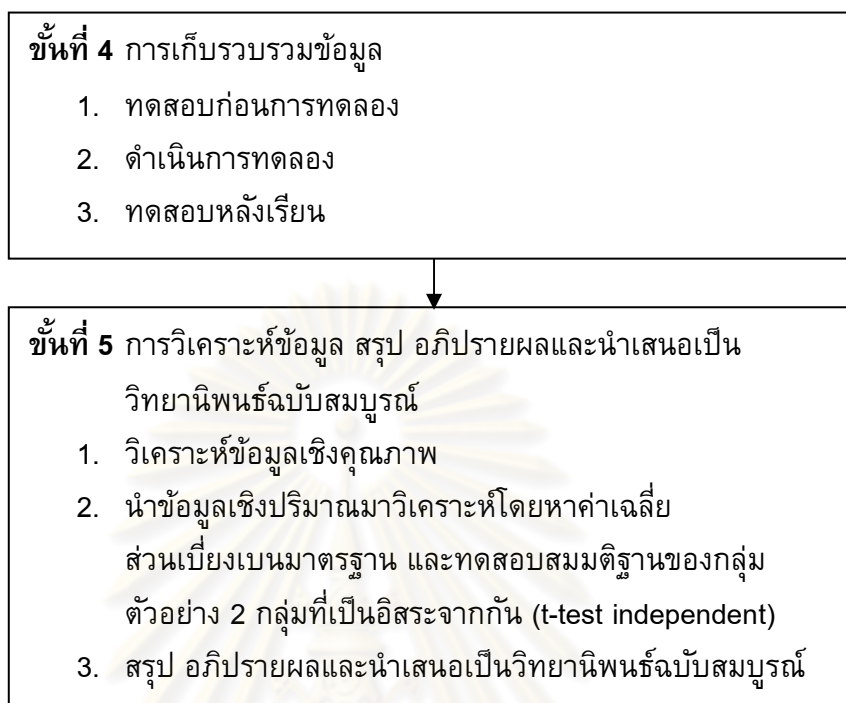 ขั้นที่ 4 การเก็บรวบรวมข้อมูล
1. ทดสอบก่อนการทดลอง
2. ดำเนินการทดลอง
3. ทดสอบหลังเรียน
ขั้นที่ 5 การวิเคราะห์ข้อมูล สรุป อภิปรายผลและนำเสนอเป็น
วิทยานิพนธ์ฉบับสมบูรณ์
1. วิเคราะห์ข้อมูลเชิงคุณภาพ
2. นำข้อมูลเชิงปริมาณมาวิเคราะห์โดยหาค่าเฉลี่ย
ส่วนเบี่ยงเบนมาตรฐาน และทดสอบสมมติฐานของกลุ่ม
ตัวอย่าง 2 กลุ่มที่เป็นอิสระจากกัน (t-test independent)
3. สรุป อภิปรายผลและนำเสนอเป็นวิทยานิพนธ์ฉบับสมบูรณ์